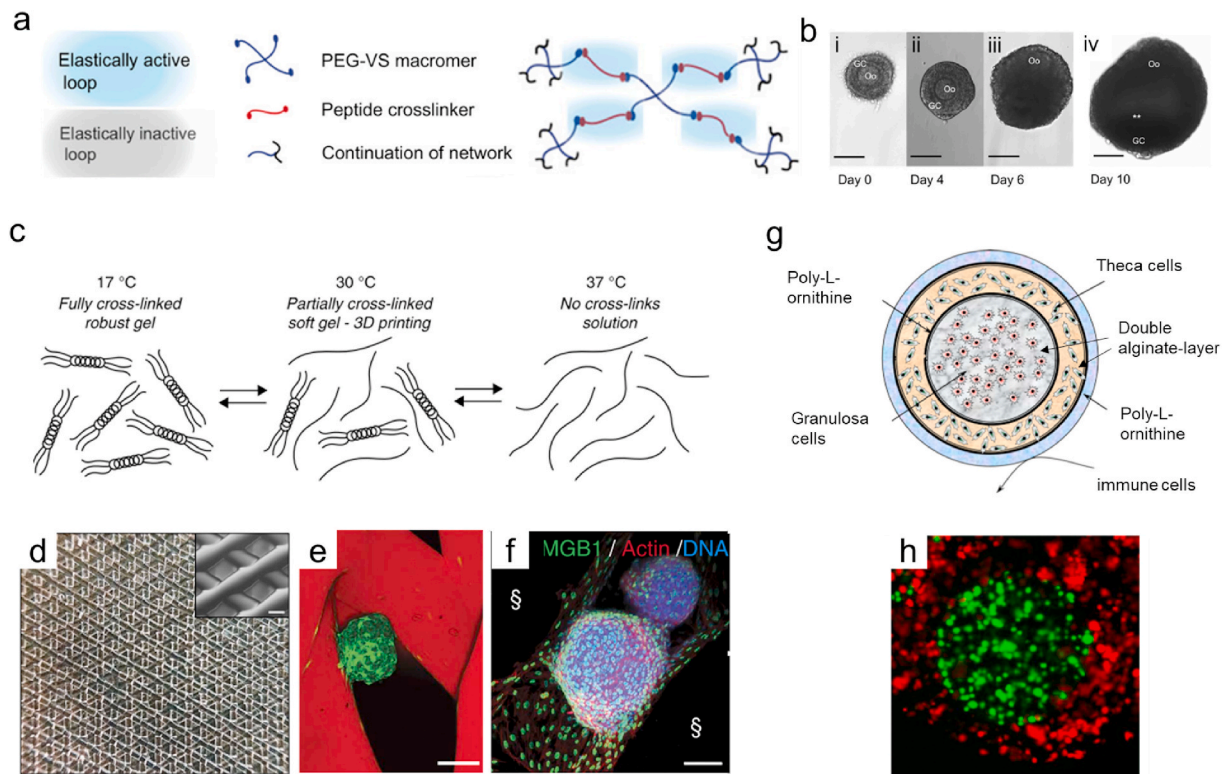 a
Elastically active
loop
Elastically inactive
loop
PEG-VS macromer
Peptide crosslinker
Continuation of network
b
i
ii
iii
iv
GC
Oo
Oo
GC
GC
Oo
Oo
**
GC
Day 0
Day 4
Day 6
Day 10
c
17 °C
Fully cross-linked
robust gel
30 °C
Partially cross-linked
soft gel - 3D printing
37 °C
No cross-links
solution
g
Poly-L-
ornithine
Granulosa
cells
Theca cells
Double
alginate-layer
Poly-L-
ornithine
immune cells
d
e
f
MGB1 / Actin /DNA
§
§
h